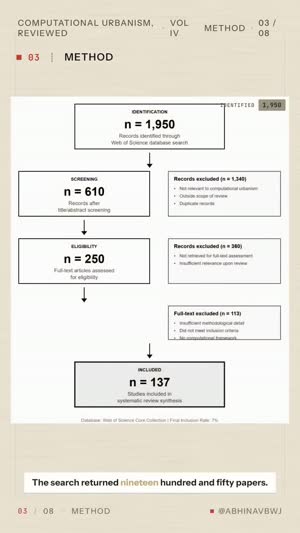 COMPUTATIONAL URBANISM, REVIEWED · VOL IV METHOD · 03 / 08
03 METHOD
IDENTIFIED 1,950
IDENTIFICATION
n = 1,950
Records identified through
Web of Science database search
SCREENING
n = 610
Records after
title/abstract screening
Records excluded (n = 1,340)
• Not relevant to computational urbanism
• Outside scope of review
• Duplicate records
ELIGIBILITY
n = 250
Full-text articles assessed
for eligibility
Records excluded (n = 360)
• Not retrieved for full-text assessment
• Insufficient relevance upon review
Full-text excluded (n = 113)
• Insufficient methodological detail
• Did not meet inclusion criteria
• No computational framework
INCLUDED
n = 137
Studies included in
systematic review synthesis
Database: Web of Science Core Collection | Final Inclusion Rate: 7%
The search returned nineteen hundred and fifty papers.
03 / 08 · METHOD
@ABHINAVBWJ